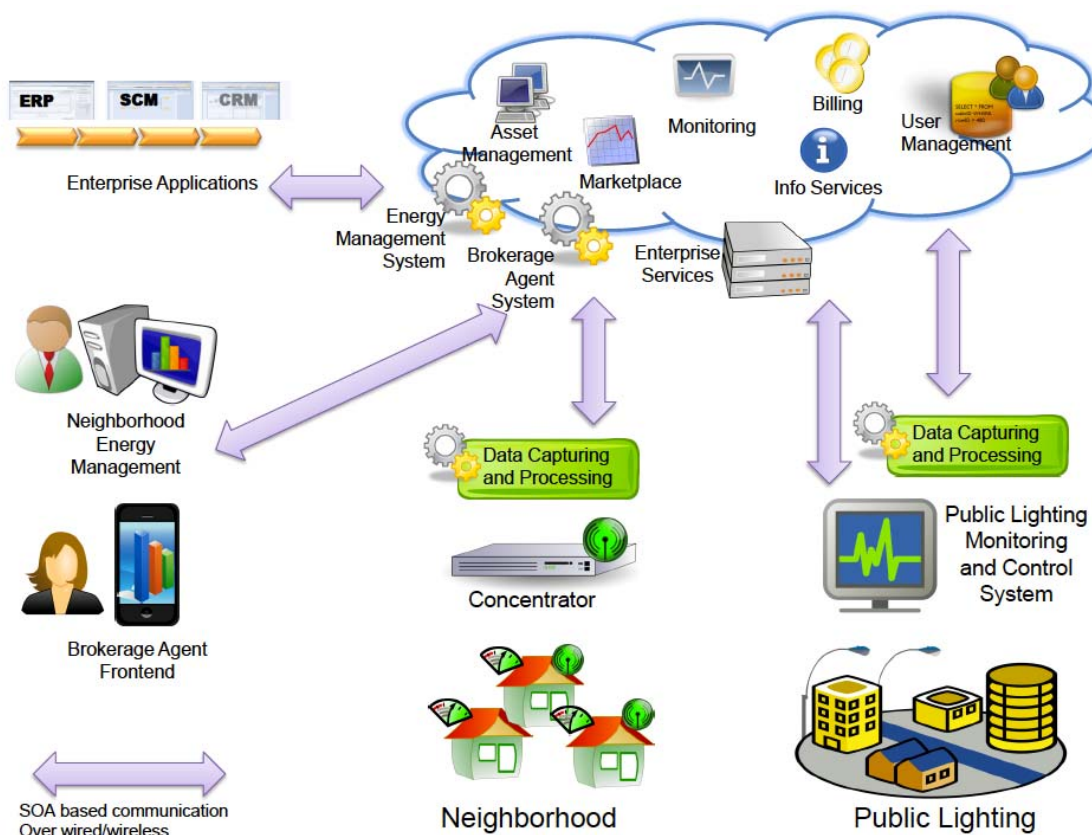 ERP
SCM
CRM
Enterprise Applications
Asset
Management
Monitoring
Billing
User
Management
SELECT * FROM
Marketplace
Info Services
Energy
Management
System
Brokerage
Agent
System
Enterprise
Services
Neighborhood
Energy
Management
Data Capturing
and Processing
Data Capturing
and Processing
Concentrator
Public Lighting
Monitoring
and Control
System
Brokerage Agent
Frontend
SOA based communication
Over wired/wireless
Neighborhood
Public Lighting